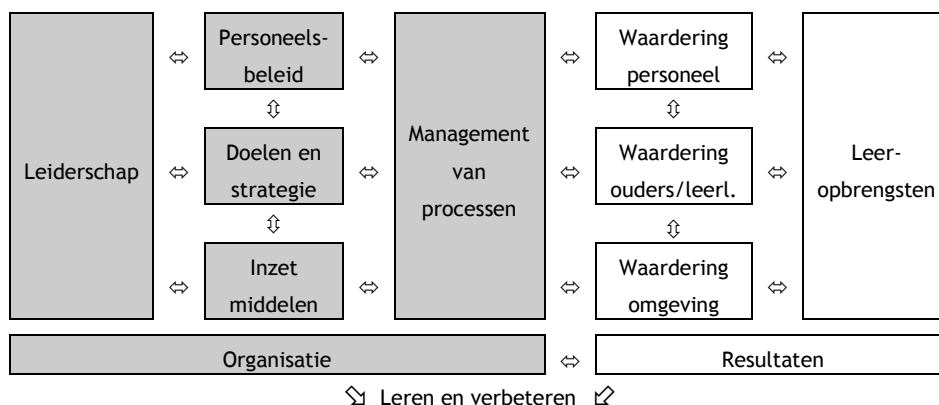 Leiderschap
Personeels-
beleid
Doelen en
strategie
Inzet
middelen
Management
van
processen
Waardering
personeel
Waardering
ouders/leerl.
Waardering
omgeving
Leer-
opbrengsten
Organisatie
Resultaten
Leren en verbeteren